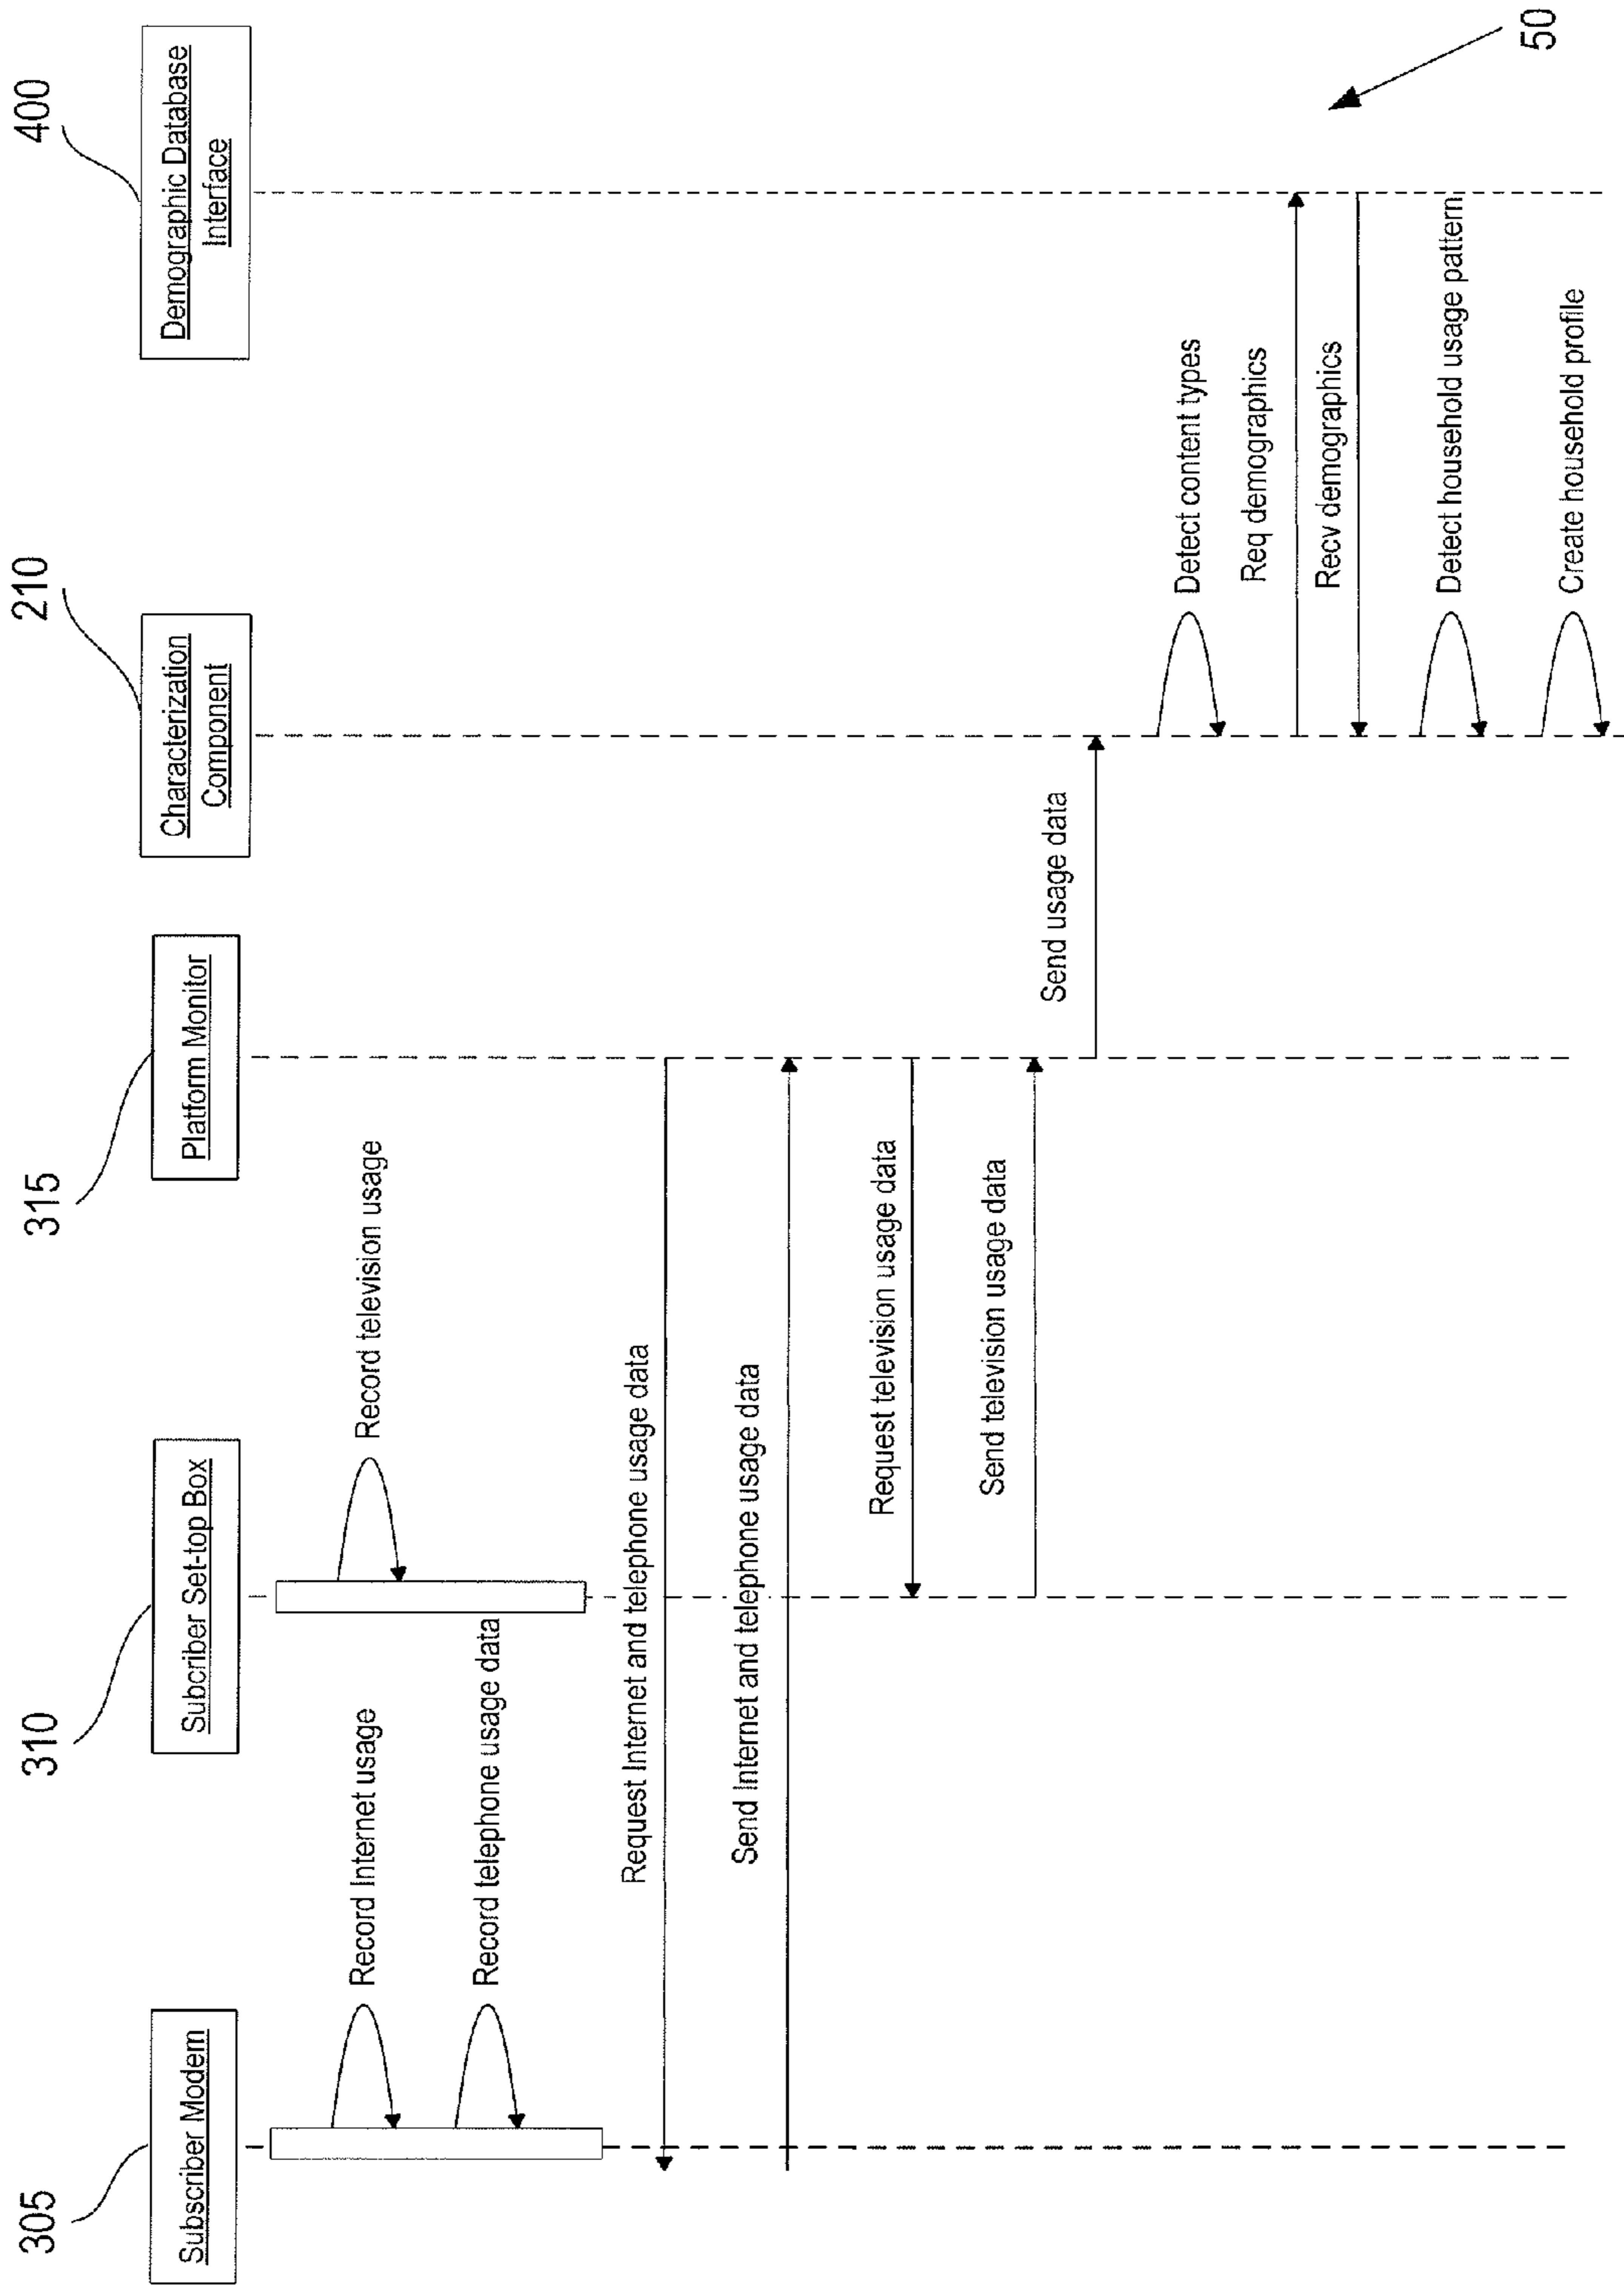 305
Subscriber Modem
310
Subcriber Set-top Box
315
Platform Monitor
210
Characterization
Component
400
Demographic Database
Interface
Record Internet usage
Record television usage
Record telephone usage data
Request Internet and telephone usage data
Send Internet and telephone usage data
Request television usage data
Send television usage data
Send usage data
Detect content types
Req demographics
Recv demographics
Detect household usage pattern
Create household profile
50